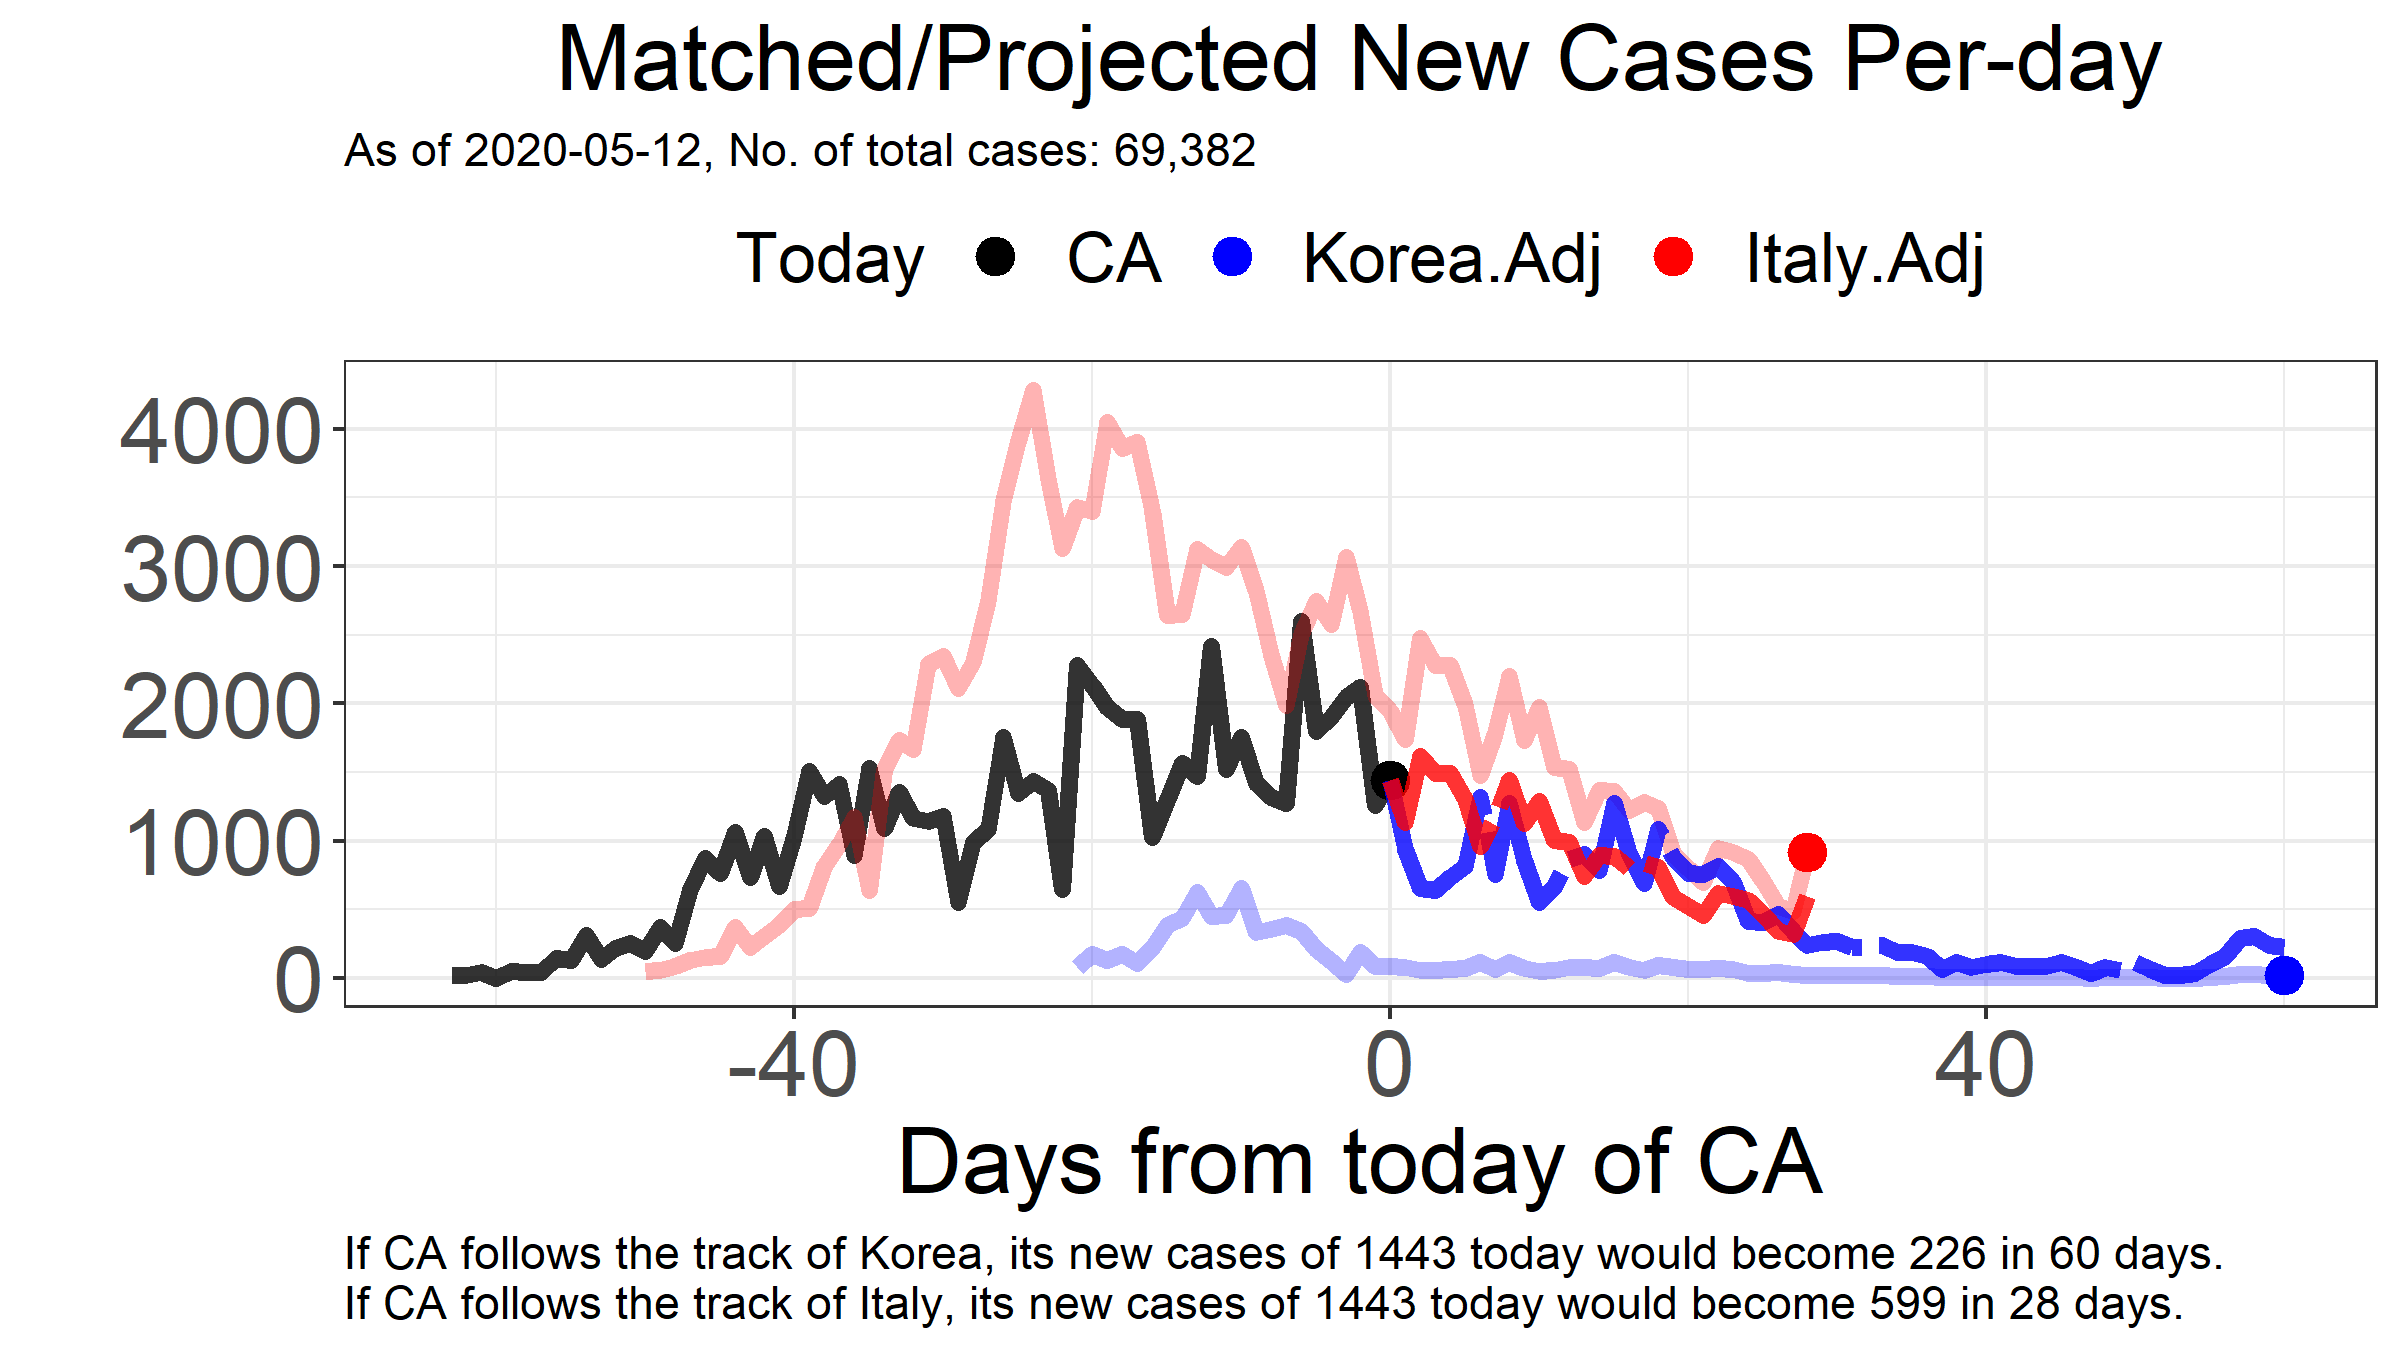 Matched/Projected New Cases Per-day
As of 2020-05-12, No. of total cases: 69,382
Today CA Korea.Adj Italy.Adj
4000
3000
2000
1000
0
-40 0 40
Days from today of CA
If CA follows the track of Korea, its new cases of 1443 today would become 226 in 60 days.
If CA follows the track of Italy, its new cases of 1443 today would become 599 in 28 days.